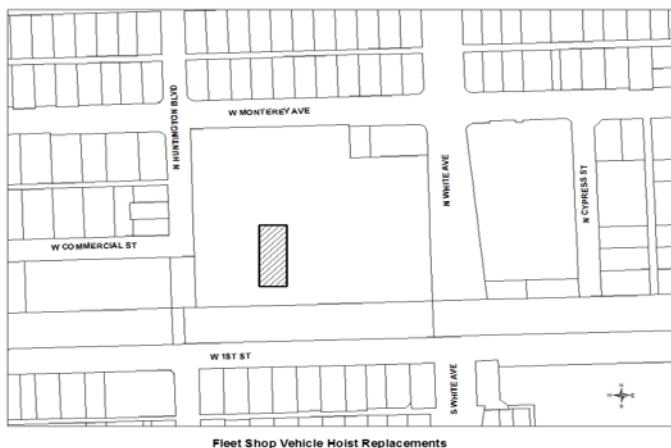 W MONTEREY AVE
N HUNTINGTON BLVD
N WHITE AVE
N CYPRESS ST
W COMMERCIAL ST
W 1ST ST
S WHITE AVE
N
W E
S
Fleet Shop Vehicle Hoist Replacements